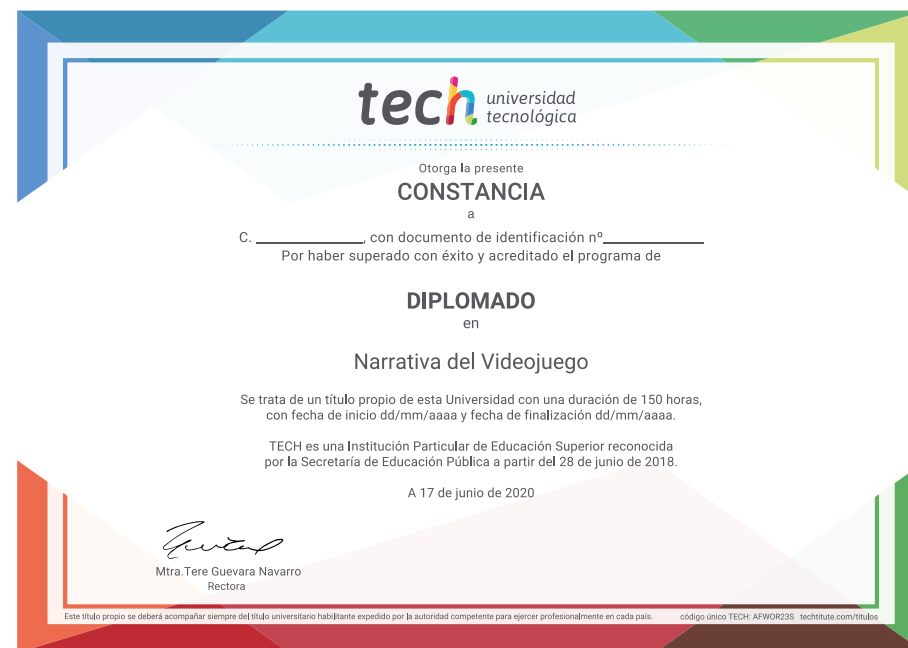 tech universidad
tecnológica
Otorga la presente
CONSTANCIA
a
C. ____________, con documento de identificación nº____________
Por haber superado con éxito y acreditado el programa de
DIPLOMADO
en
Narrativa del Videojuego
Se trata de un título propio de esta Universidad con una duración de 150 horas,
con fecha de inicio dd/mm/aaaa y fecha de finalización dd/mm/aaaa.
TECH es una Institución Particular de Educación Superior reconocida
por la Secretaría de Educación Pública a partir del 28 de junio de 2018.
A 17 de junio de 2020
Mtra.Tere Guevara Navarro
Rectora
Este título propio se deberá acompañar siempre del título universitario habilitante expedido por la autoridad competente para ejercer profesionalmente en cada país. código único TECH: AFWOR23S techtitute.com/titulos